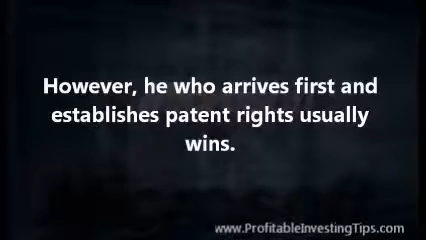 However, he who arrives first and
establishes patent rights usually
wins.
www.ProfitableInvestingTips.com